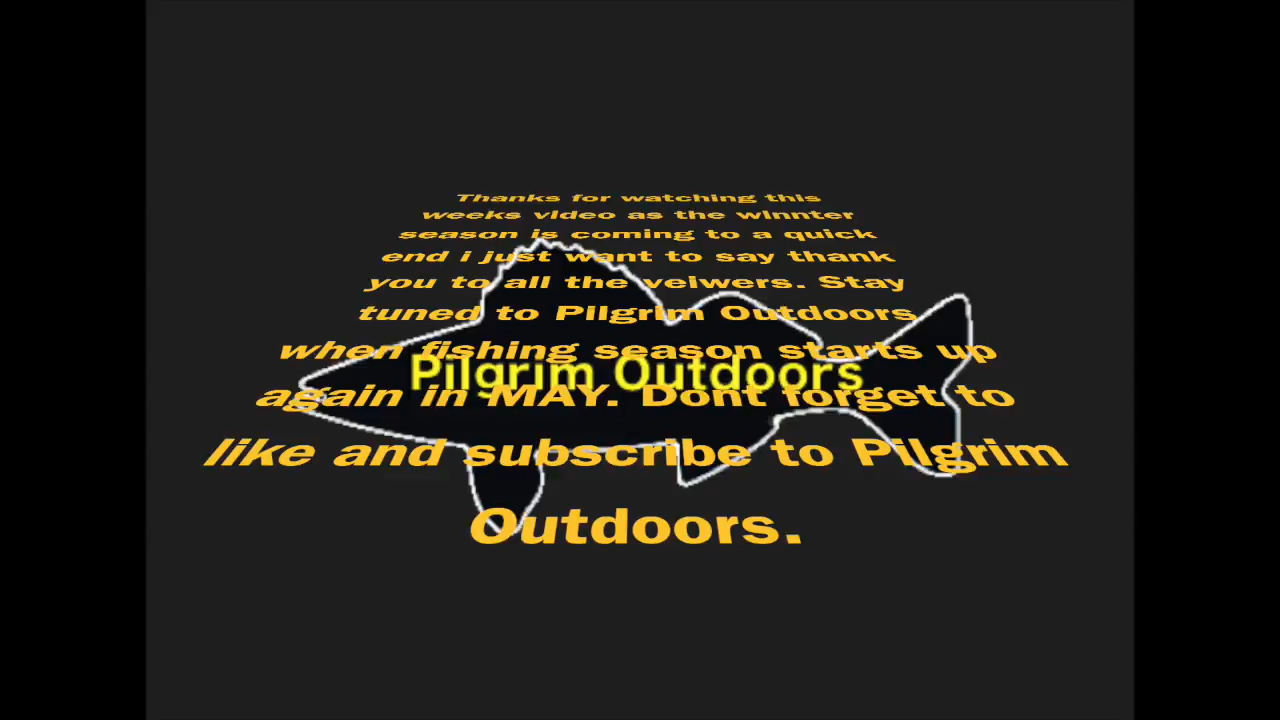 Thanks for watching this
weeks video as the winnter
season is coming to a quick
end i just want to say thank
you to all the veiwers. Stay
tuned to Pilgrim Outdoors
when fishing season starts up
Pilgrim Outdoors
again in MAY. Dont forget to
like and subscribe to Pilgrim
Outdoors.